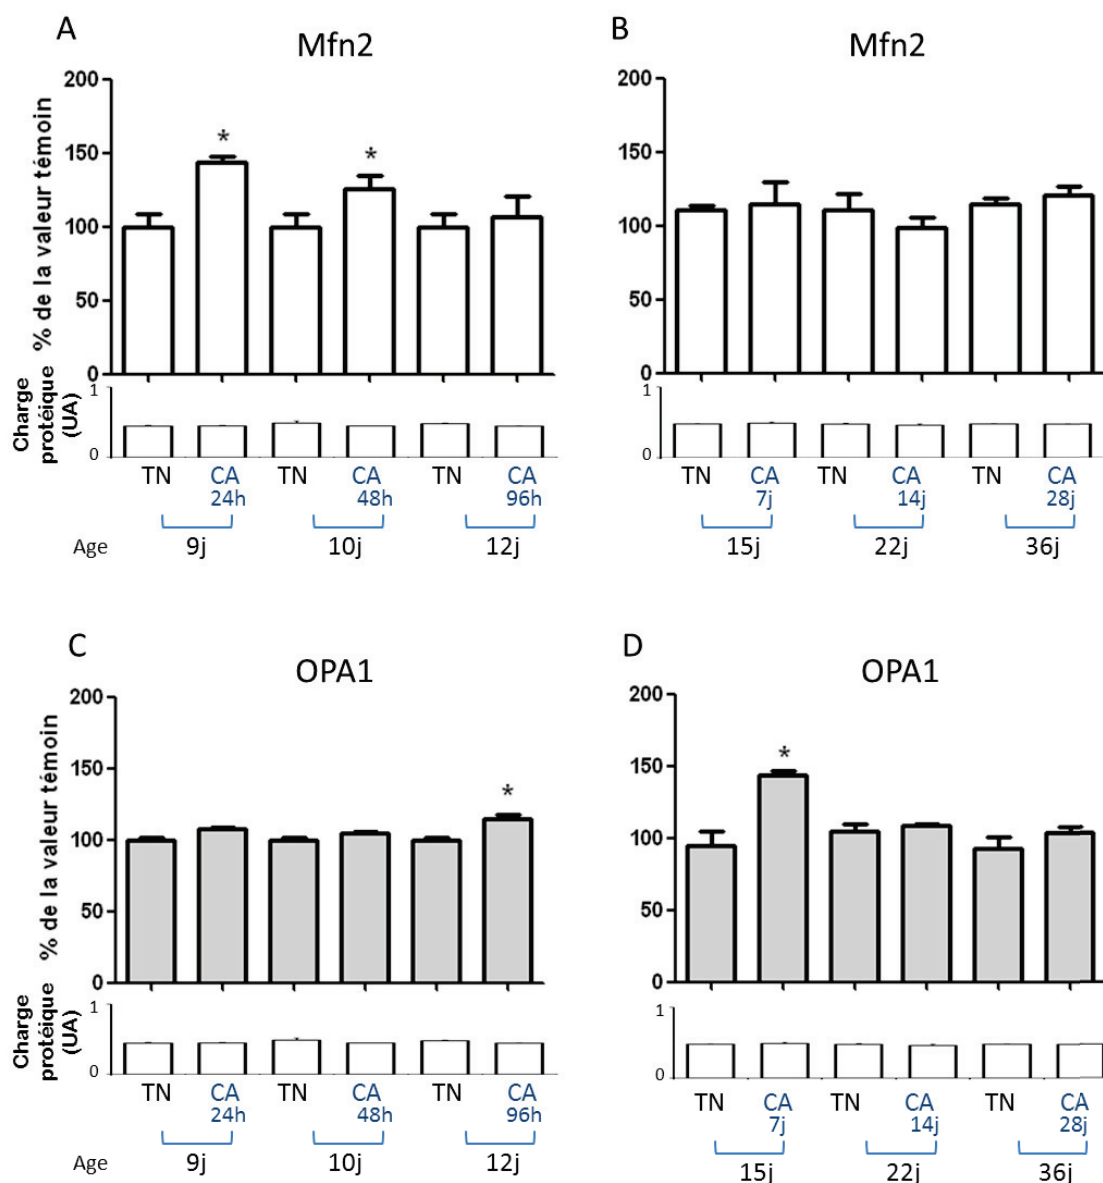 A
Mfn2
% de la valeur témoin
200
150
100
50
0
*
*
Charge
protéique
(UA)
1
0
TN CA TN CA TN CA
24h 48h 96h
Age 9j 10j 12j
B
Mfn2
200
150
100
50
0
1
0
TN CA TN CA TN CA
7j 14j 28j
15j 22j 36j
C
OPA1
% de la valeur témoin
200
150
100
50
0
*
Charge
protéique
(UA)
1
0
TN CA TN CA TN CA
24h 48h 96h
Age 9j 10j 12j
D
OPA1
200
150
100
50
0
*
1
0
TN CA TN CA TN CA
7j 14j 28j
15j 22j 36j